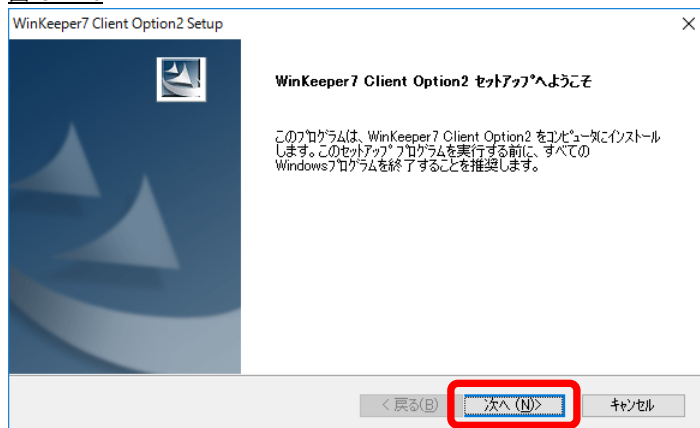 WinKeeper7 Client Option2 Setup
WinKeeper7 Client Option2 ｾｯﾄｱｯﾌﾟへようこそ
このﾌﾟﾛｸﾞﾗﾑは、WinKeeper7 Client Option2 をｺﾝﾋﾟｭｰﾀにｲﾝｽﾄｰﾙ
します。このｾｯﾄｱｯﾌﾟ ﾌﾟﾛｸﾞﾗﾑを実行する前に、すべての
Windowsﾌﾟﾛｸﾞﾗﾑを終了することを推奨します。
< 戻る(B)
次へ (N)>
ｷｬﾝｾﾙ